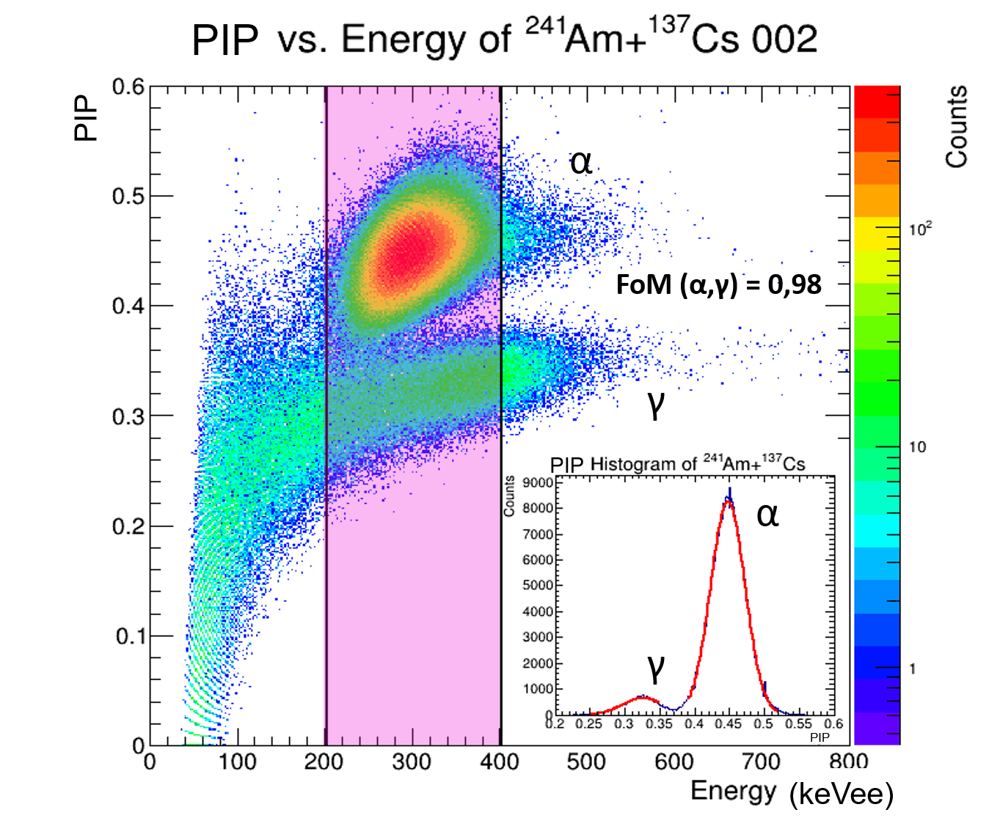 PIP vs. Energy of ²⁴¹Am+¹³⁷Cs 002
PIP
Counts
0.6
0.5
0.4
0.3
0.2
0.1
0
0 100 200 300 400 500 600 700 800
Energy (keVee)
10²
10
1
α
FoM (α,γ) = 0,98
γ
PIP Histogram of ²⁴¹Am+¹³⁷Cs
Counts
9000
8000
7000
6000
5000
4000
3000
2000
1000
0
α
γ
0.2 0.25 0.3 0.35 0.4 0.45 0.5 0.55 0.6
PIP